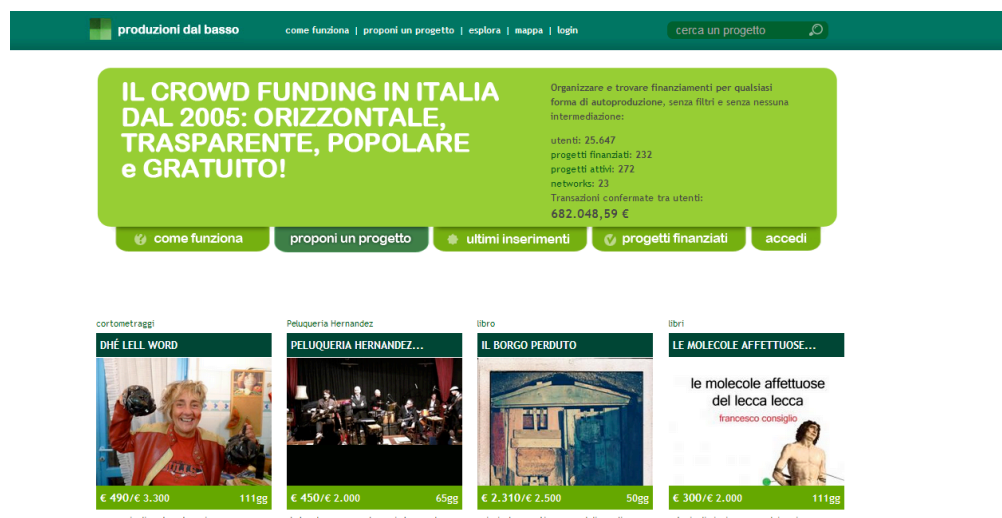 produzioni dal basso
come funziona | proponi un progetto | esplora | mappa | login
cerca un progetto
IL CROWD FUNDING IN ITALIA
DAL 2005: ORIZZONTALE,
TRASPARENTE, POPOLARE
e GRATUITO!
Organizzare e trovare finanziamenti per qualsiasi
forma di autoproduzione, senza filtri e senza nessuna
intermediazione:
utenti: 25.647
progetti finanziati: 232
progetti attivi: 272
networks: 23
Transazioni confermate tra utenti:
682.048,59 €
come funziona
proponi un progetto
ultimi inserimenti
progetti finanziati
accedi
cortometraggi
DHÉ LELL WORD
€ 490/€ 3.300 111gg
Peluqueria Hernandez
PELUQUERIA HERNANDEZ...
€ 450/€ 2.000 65gg
libro
IL BORGO PERDUTO
€ 2.310/€ 2.500 50gg
libri
LE MOLECOLE AFFETTUOSE...
le molecole affettuose
del lecca lecca
francesco consiglio
€ 300/€ 2.000 111gg